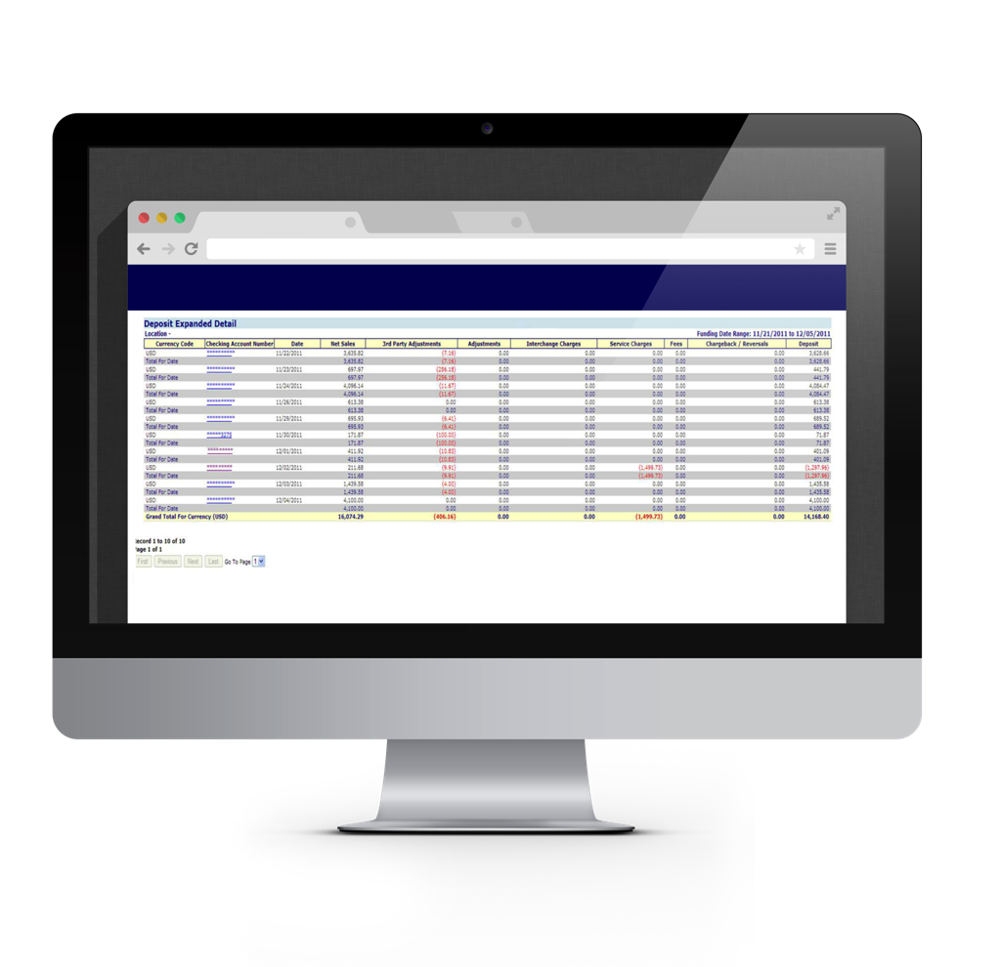 Deposit Expanded Detail
Location - Funding Date Range: 11/21/2011 to 12/05/2011
Currency Code Checking Account Number Date Net Sales 3rd Party Adjustments Adjustments Interchange Charges Service Charges Fees Chargeback / Reversals Deposit
USD ********** 11/22/2011 3,635.82 (7.16) 0.00 0.00 0.00 0.00 0.00 3,628.66
Total For Date 3,635.82 (7.16) 0.00 0.00 0.00 0.00 0.00 3,628.66
USD ********** 11/23/2011 697.97 (256.18) 0.00 0.00 0.00 0.00 0.00 441.79
Total For Date 697.97 (256.18) 0.00 0.00 0.00 0.00 0.00 441.79
USD ********** 11/24/2011 4,096.14 (11.67) 0.00 0.00 0.00 0.00 0.00 4,084.47
Total For Date 4,096.14 (11.67) 0.00 0.00 0.00 0.00 0.00 4,084.47
USD ********** 11/26/2011 613.38 0.00 0.00 0.00 0.00 0.00 0.00 613.38
Total For Date 613.38 0.00 0.00 0.00 0.00 0.00 0.00 613.38
USD ********** 11/29/2011 695.93 (6.41) 0.00 0.00 0.00 0.00 0.00 689.52
Total For Date 695.93 (6.41) 0.00 0.00 0.00 0.00 0.00 689.52
USD 11/30/2011 171.87 (100.00) 0.00 0.00 0.00 0.00 0.00 71.87
Total For Date 171.87 (100.00) 0.00 0.00 0.00 0.00 0.00 71.87
USD ********* 12/01/2011 411.92 (10.83) 0.00 0.00 0.00 0.00 0.00 401.09
Total For Date 411.92 (10.83) 0.00 0.00 0.00 0.00 0.00 401.09
USD ********* 12/02/2011 211.68 (9.91) 0.00 0.00 (1,499.73) 0.00 0.00 (1,297.96)
Total For Date 211.68 (9.91) 0.00 0.00 (1,499.73) 0.00 0.00 (1,297.96)
USD ********** 12/03/2011 1,439.58 (4.00) 0.00 0.00 0.00 0.00 0.00 1,435.58
Total For Date 1,439.58 (4.00) 0.00 0.00 0.00 0.00 0.00 1,435.58
USD ********** 12/04/2011 4,100.00 0.00 0.00 0.00 0.00 0.00 0.00 4,100.00
Total For Date 4,100.00 0.00 0.00 0.00 0.00 0.00 0.00 4,100.00
Grand Total For Currency (USD) 16,074.29 (406.16) 0.00 0.00 (1,499.73) 0.00 0.00 14,168.40
ecord 1 to 10 of 10
age 1 of 1
First Previous Next Last Go To Page 1